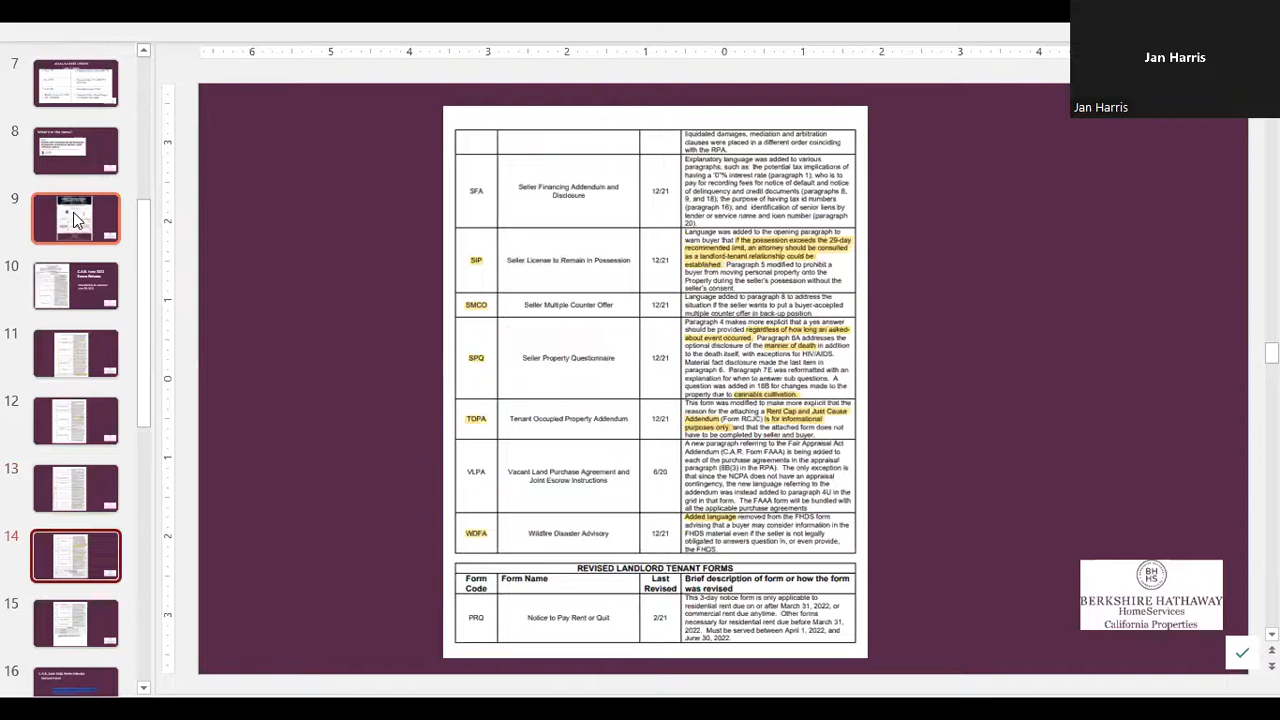 Jan Harris
Jan Harris
6 5 4 3 2 1 0 1 2 3 4
3 2 1 0 1 2 3
7
8
What's in the News?
10
11
12
13
14
15
16
liquidated damages, mediation and arbitration
clauses were placed in a different order coinciding
with the RPA.
SFA
Seller Financing Addendum and
Disclosure
12/21
Explanatory language was added to various
paragraphs, such as: the potential tax implications of
having a "0"% interest rate (paragraph 1); who is to
pay for recording fees for notice of default and notice
of delinquency and credit documents (paragraphs 8,
9, and 18); the purpose of having tax id numbers
(paragraph 16); and identification of senior liens by
lender or service name and loan number (paragraph
20).
SIP
Seller License to Remain in Possession
12/21
Language was added to the opening paragraph to
warn buyer that if the possession exceeds the 29-day
recommended limit, an attorney should be consulted
as a landlord-tenant relationship could be
established. Paragraph 5 modified to prohibit a
buyer from moving personal property onto the
Property during the seller's possession without the
seller's consent.
SMCO
Seller Multiple Counter Offer
12/21
Language added to paragraph 8 to address the
situation if the seller wants to put a buyer-accepted
multiple counter offer in back-up position.
SPQ
Seller Property Questionnaire
12/21
Paragraph 4 makes more explicit that a yes answer
should be provided regardless of how long an asked-
about event occurred. Paragraph 6A addresses the
optional disclosure of the manner of death in addition
to the death itself, with exceptions for HIV/AIDS.
Material fact disclosure made the last item in
paragraph 6. Paragraph 7E was reformatted with an
explanation for when to answer sub questions. A
question was added in 18B for changes made to the
property due to cannabis cultivation.
TOPA
Tenant Occupied Property Addendum
12/21
This form was modified to make more explicit that the
reason for the attaching a Rent Cap and Just Cause
Addendum (Form RCJC) is for informational
purposes only, and that the attached form does not
have to be completed by seller and buyer.
VLPA
Vacant Land Purchase Agreement and
Joint Escrow Instructions
6/20
A new paragraph referring to the Fair Appraisal Act
Addendum (C.A.R. Form FAAA) is being added to
each of the purchase agreements in the appraisal
paragraph (8B(3) in the RPA). The only exception is
that since the NCPA does not have an appraisal
contingency, the new language referring to the
addendum was instead added to paragraph 4U in the
grid in that form. The FAAA form will be bundled with
all the applicable purchase agreements
WDFA
Wildfire Disaster Advisory
12/21
Added language removed from the FHDS form
advising that a buyer may consider information in the
FHDS material even if the seller is not legally
obligated to answers question in, or even provide,
the FHDS.
REVISED LANDLORD TENANT FORMS
Form Code
Form Name
Last Revised
Brief description of form or how the form
was revised
PRQ
Notice to Pay Rent or Quit
2/21
This 3-day notice form is only applicable to
residential rent due on or after March 31, 2022, or
commercial rent due anytime. Other forms
necessary for residential rent due before March 31,
2022. Must be served between April 1, 2022, and
June 30, 2022.
BH
HS
BERKSHIRE HATHAWAY
HomeServices
California Properties